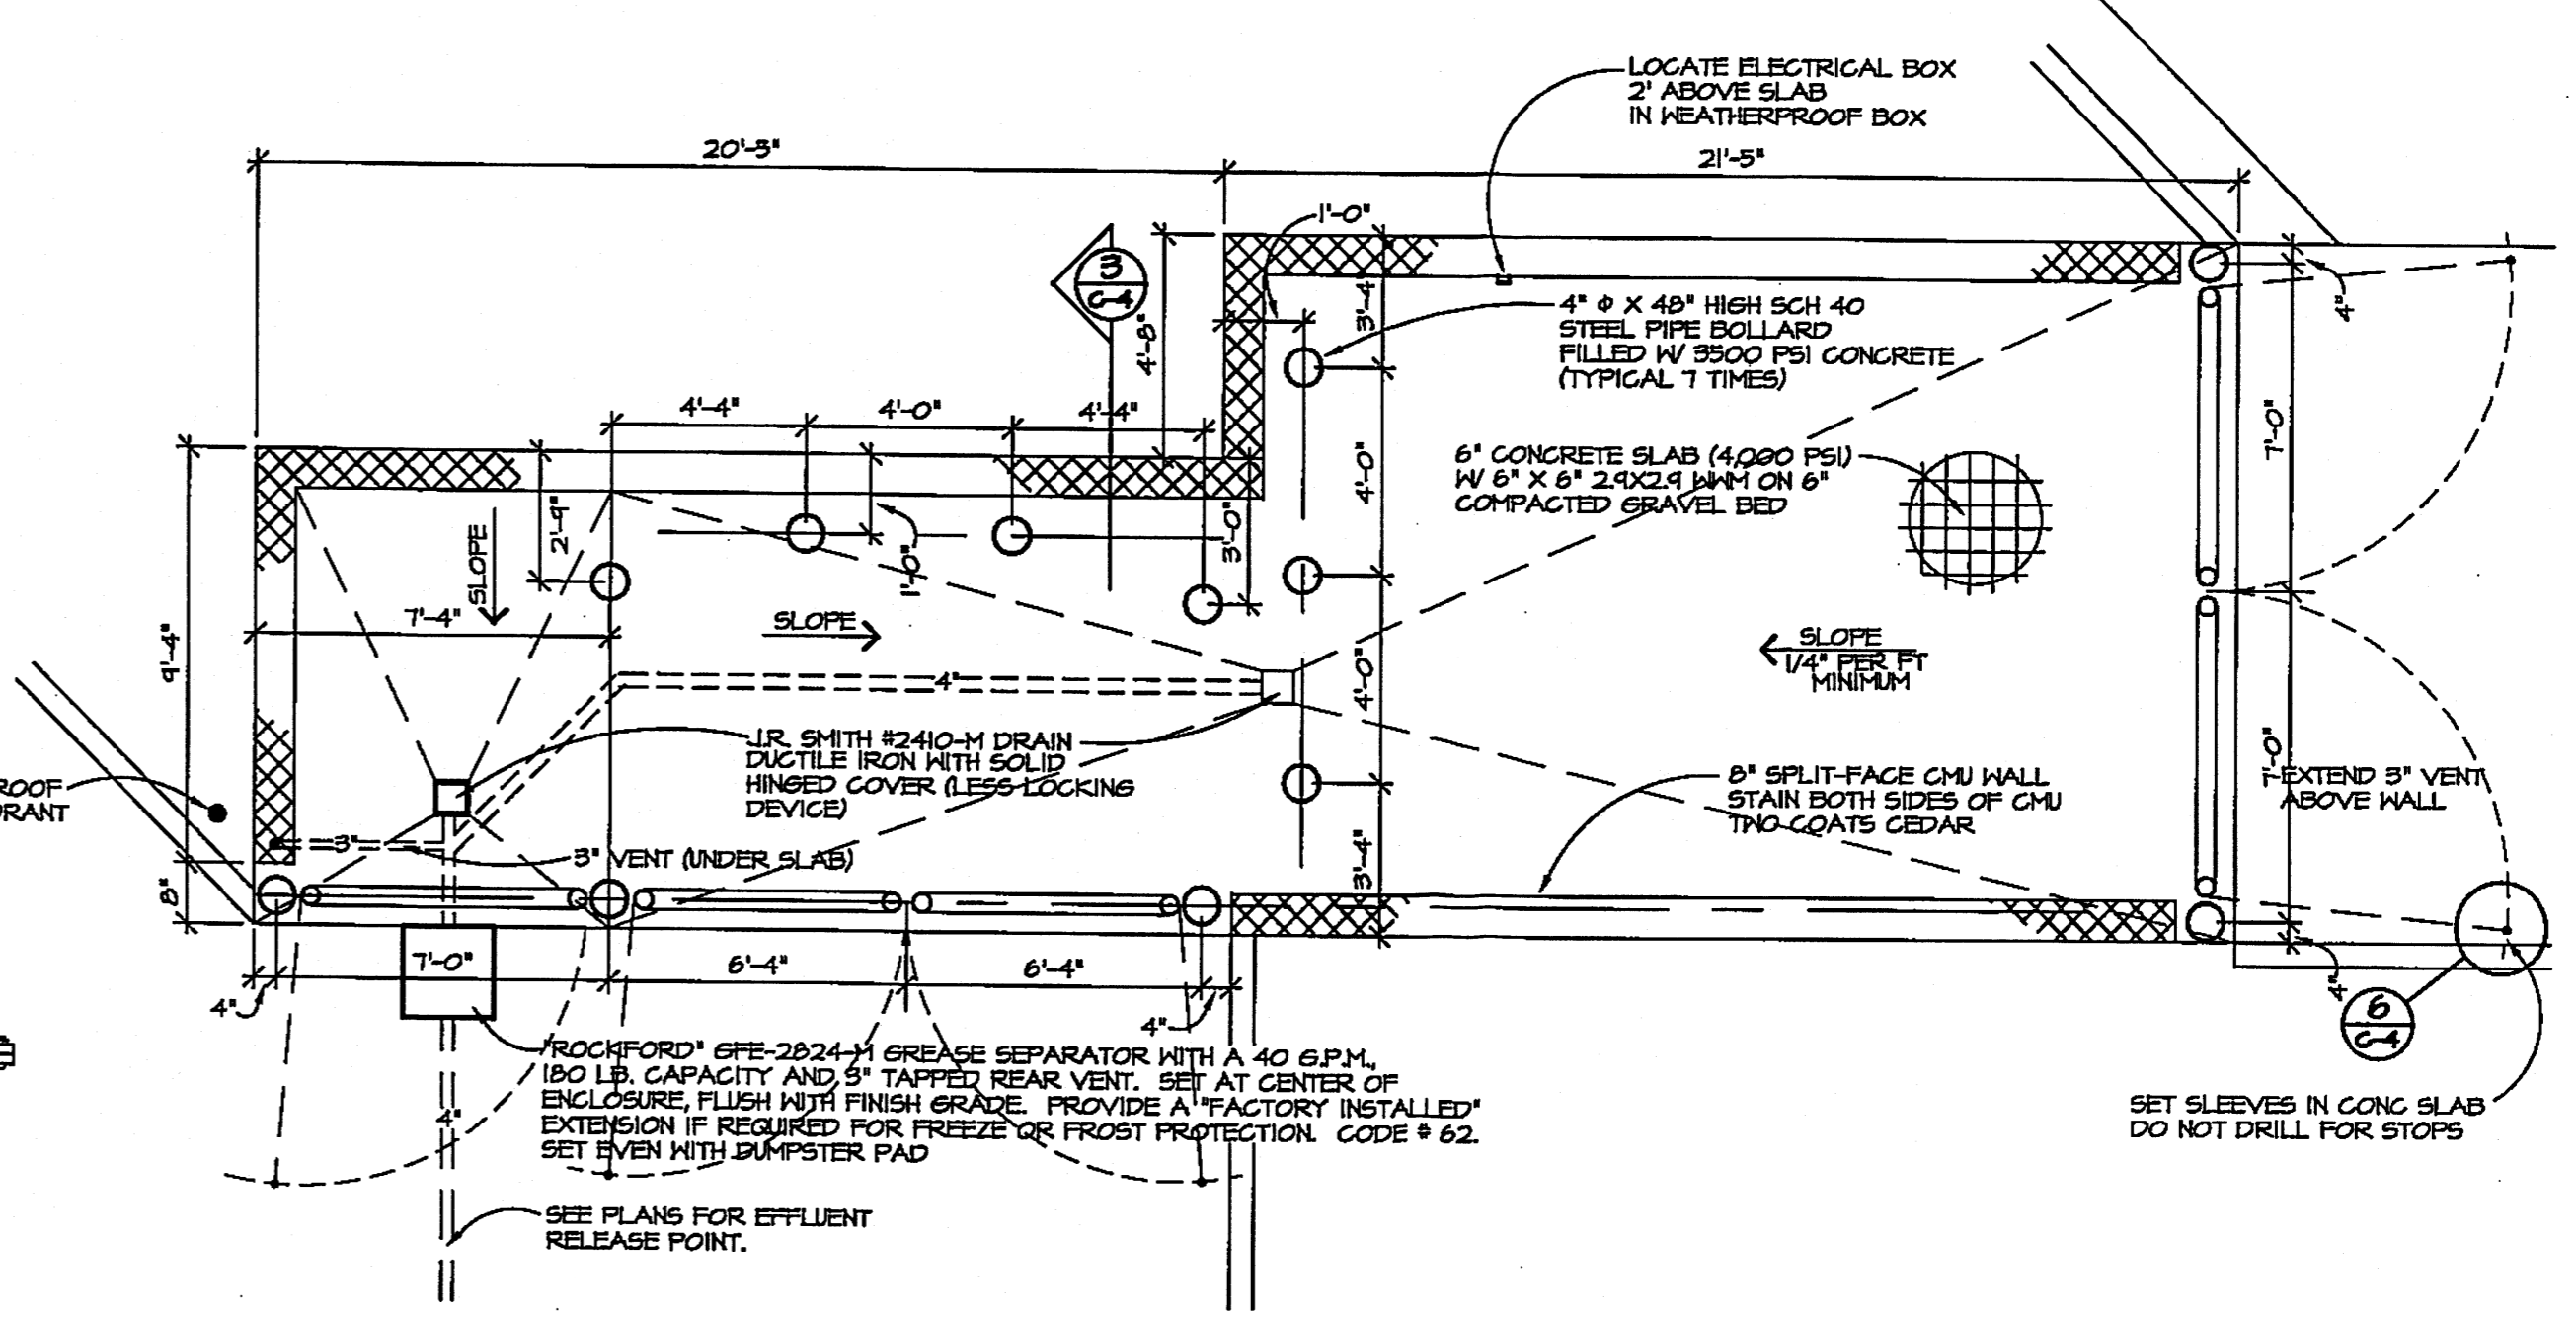 LOCATE ELECTRICAL BOX
2' ABOVE SLAB
IN WEATHERPROOF BOX
20'-3"
21'-5"
1'-0"
3
C-4
4'-8"
3'-4"
4"
4" Φ X 48" HIGH SCH 40
STEEL PIPE BOLLARD
FILLED W/ 3500 PSI CONCRETE
(TYPICAL 7 TIMES)
4'-4"
4'-0"
4'-4"
7'-0"
4'-0"
6" CONCRETE SLAB (4,000 PSI)
W/ 6" X 6" 2.9X2.9 WWM ON 6"
COMPACTED GRAVEL BED
SLOPE
2'-9"
1'-0"
3'-0"
7'-4"
SLOPE
SLOPE
1/4" PER FT
MINIMUM
9'-4"
4"
4'-0"
J.R. SMITH #2410-M DRAIN
DUCTILE IRON WITH SOLID
HINGED COVER (LESS LOCKING
DEVICE)
7'-0"
EXTEND 3" VENT
ABOVE WALL
8" SPLIT-FACE CMU WALL
STAIN BOTH SIDES OF CMU
TWO COATS CEDAR
ROOF
3"
3" VENT (UNDER SLAB)
3'-4"
8"
7'-0"
6'-4"
6'-4"
4"
4"
4"
6
C-4
"ROCKFORD" GFE-2824-M GREASE SEPARATOR WITH A 40 G.P.M.,
180 LB. CAPACITY AND 3" TAPPED REAR VENT. SET AT CENTER OF
ENCLOSURE, FLUSH WITH FINISH GRADE. PROVIDE A "FACTORY INSTALLED"
EXTENSION IF REQUIRED FOR FREEZE OR FROST PROTECTION. CODE # 62.
SET EVEN WITH DUMPSTER PAD
4"
SET SLEEVES IN CONC SLAB
DO NOT DRILL FOR STOPS
SEE PLANS FOR EFFLUENT
RELEASE POINT.